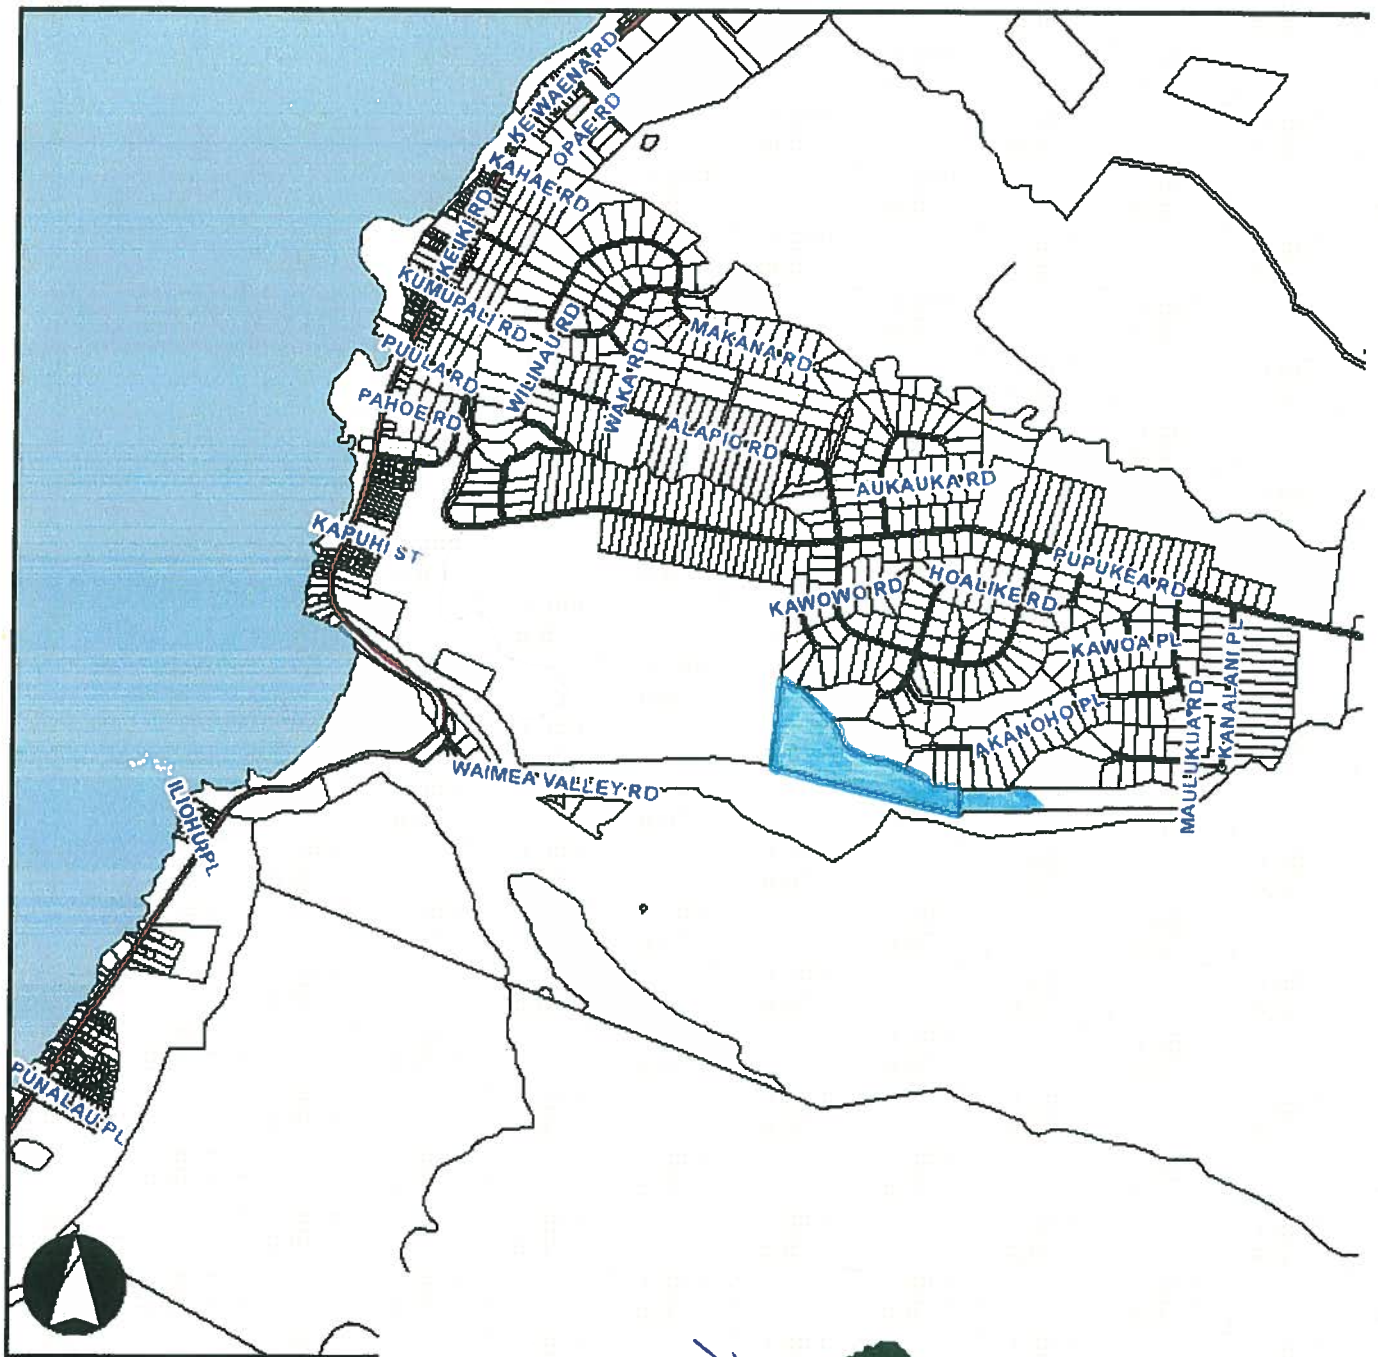 KE WAENA RD
OPAE RD
KAHAE RD
KE IKI RD
KUMUPALI RD
MAKANA RD
PUULA RD
WILINAU RD
WAKA RD
PAHOE RD
ALAPIO RD
AUKAUKA RD
KAPUHI ST
PUPUKEA RD
HOALIKE RD
KAWOWO RD
KAWOA PL
KANALANI PL
AKANOHO PL
MAULUKUA RD
WAIMEA VALLEY RD
ILIOHU PL
PUNALAU PL